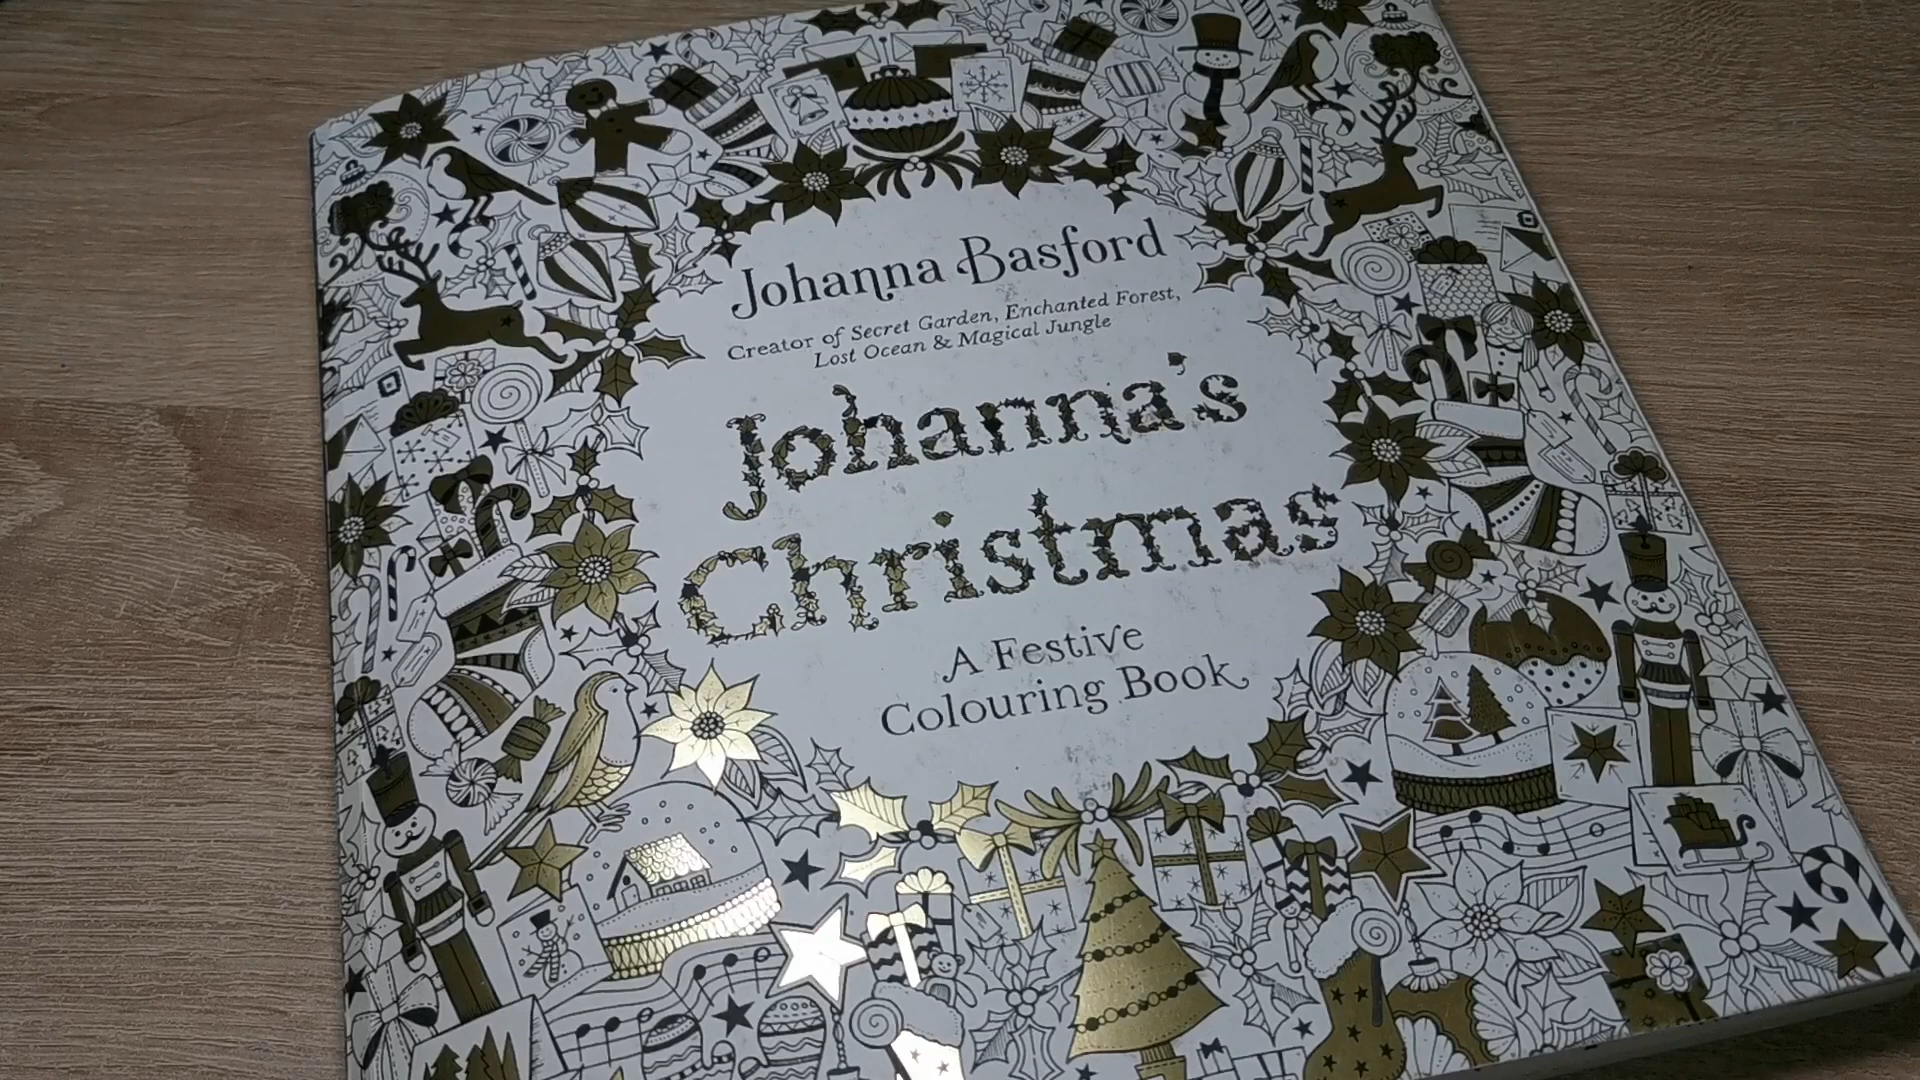 Johanna Basford
Creator of Secret Garden, Enchanted Forest,
Lost Ocean & Magical Jungle
Johanna's
Christmas
A Festive
Colouring Book